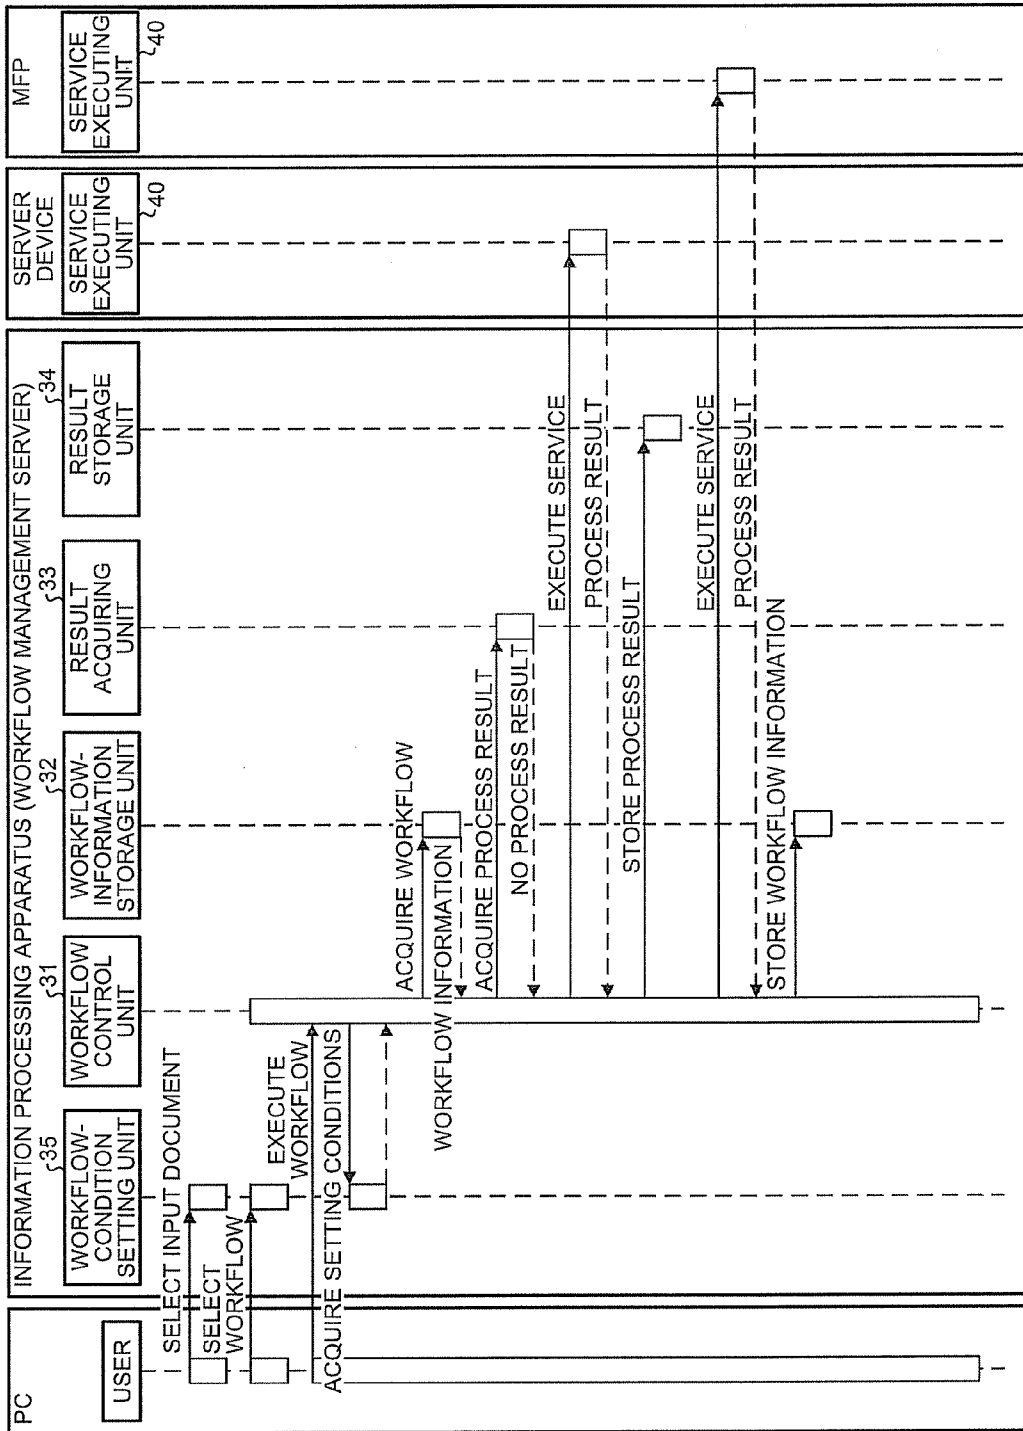 PC
USER
INFORMATION PROCESSING APPARATUS (WORKFLOW MANAGEMENT SERVER)
35
WORKFLOW-
CONDITION
SETTING UNIT
31
WORKFLOW
CONTROL
UNIT
32
WORKFLOW-
INFORMATION
STORAGE UNIT
33
RESULT
ACQUIRING
UNIT
34
RESULT
STORAGE
UNIT
SERVER
DEVICE
SERVICE
EXECUTING
UNIT
40
MFP
SERVICE
EXECUTING
UNIT
40
SELECT INPUT DOCUMENT
SELECT
WORKFLOW
EXECUTE
WORKFLOW
ACQUIRE SETTING CONDITIONS
ACQUIRE WORKFLOW
WORKFLOW INFORMATION
ACQUIRE PROCESS RESULT
NO PROCESS RESULT
EXECUTE SERVICE
PROCESS RESULT
STORE PROCESS RESULT
EXECUTE SERVICE
PROCESS RESULT
STORE WORKFLOW INFORMATION